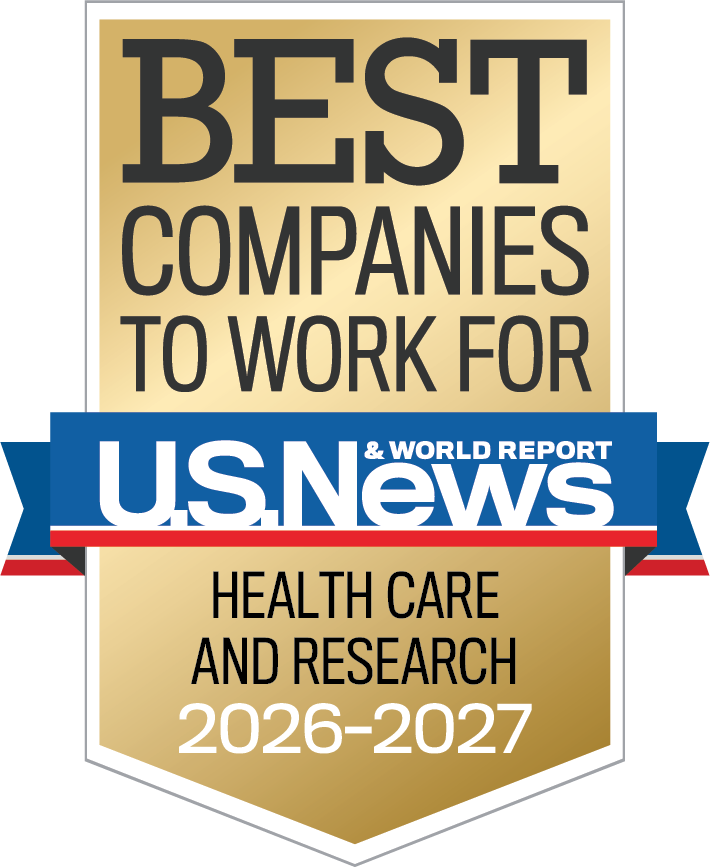 BEST
COMPANIES
TO WORK FOR
& WORLD REPORT
U.S.News
HEALTH CARE
AND RESEARCH
2026-2027